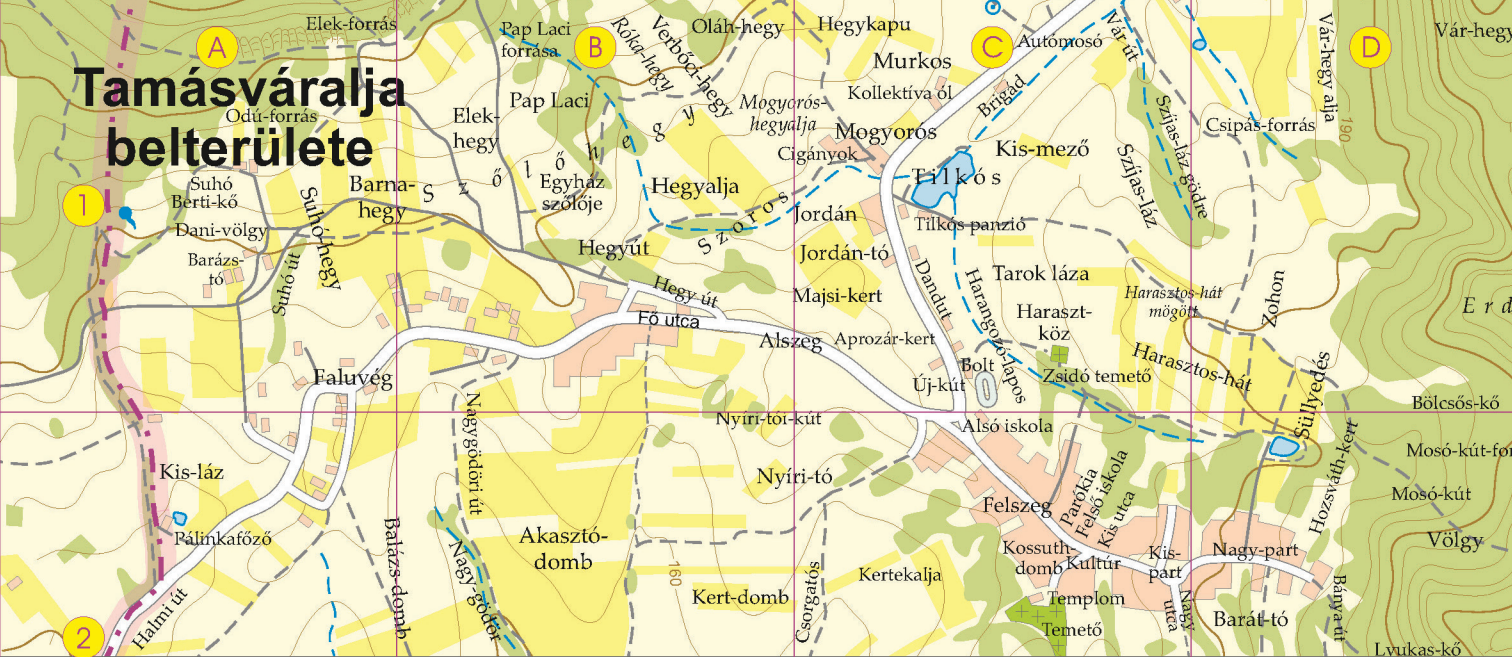 Tamásváralja
belterülete
A
B
C
D
1
2
Elek-forrás
Pap Laci
forrása
Róka-hegy
Verbőci-hegy
Oláh-hegy
Hegykapu
Autómosó
Vár út
Vár-hegy alja
Vár-hegy
Murkos
Kollektíva ól
Brigád
Pap Laci
Odú-forrás
Elek-
hegy
Mogyorós-
hegyalja
Mogyorós
Cigányok
Kis-mező
Szíjas-láz gödre
Csipás-forrás
190
Szíjas-láz
Suhó
Berti-kő
Barna-
hegy
Szőlőhegy
Egyház
szőlője
Hegyalja
Tilkós
Dani-völgy
Suhó-hegy
Szoros
Jordán
Tilkós panzió
Barázs-
tó
Suhó út
Hegyút
Jordán-tó
Dandut
Harangozó-lapos
Tarok láza
Harasztos-hát
mögött
Zohon
Erd
Hegy út
Fő utca
Majsi-kert
Haraszt-
köz
Alszeg
Aprozár-kert
Harasztos-hát
Faluvég
Bolt
Új-kút
Zsidó temető
Süllyedés
Bölcsős-kő
Nagygödöri út
Nyíri-tói-kút
Alsó iskola
Hozsváth-kert
Mosó-kút-for
Kis-láz
Nyíri-tó
Felszeg
Parókia
Felső iskola
Kis utca
Mosó-kút
Pálinkafőző
Balázs-domb
Nagy-gödör
Akasztó-
domb
160
Kert-domb
Csorgatós
Kertekalja
Kossuth-
domb
Kultúr
Kis-
part
Nagy-part
Völgy
Halmi út
Templom
Temető
Nagy
utca
Barát-tó
Bánya út
Lyukas-kő